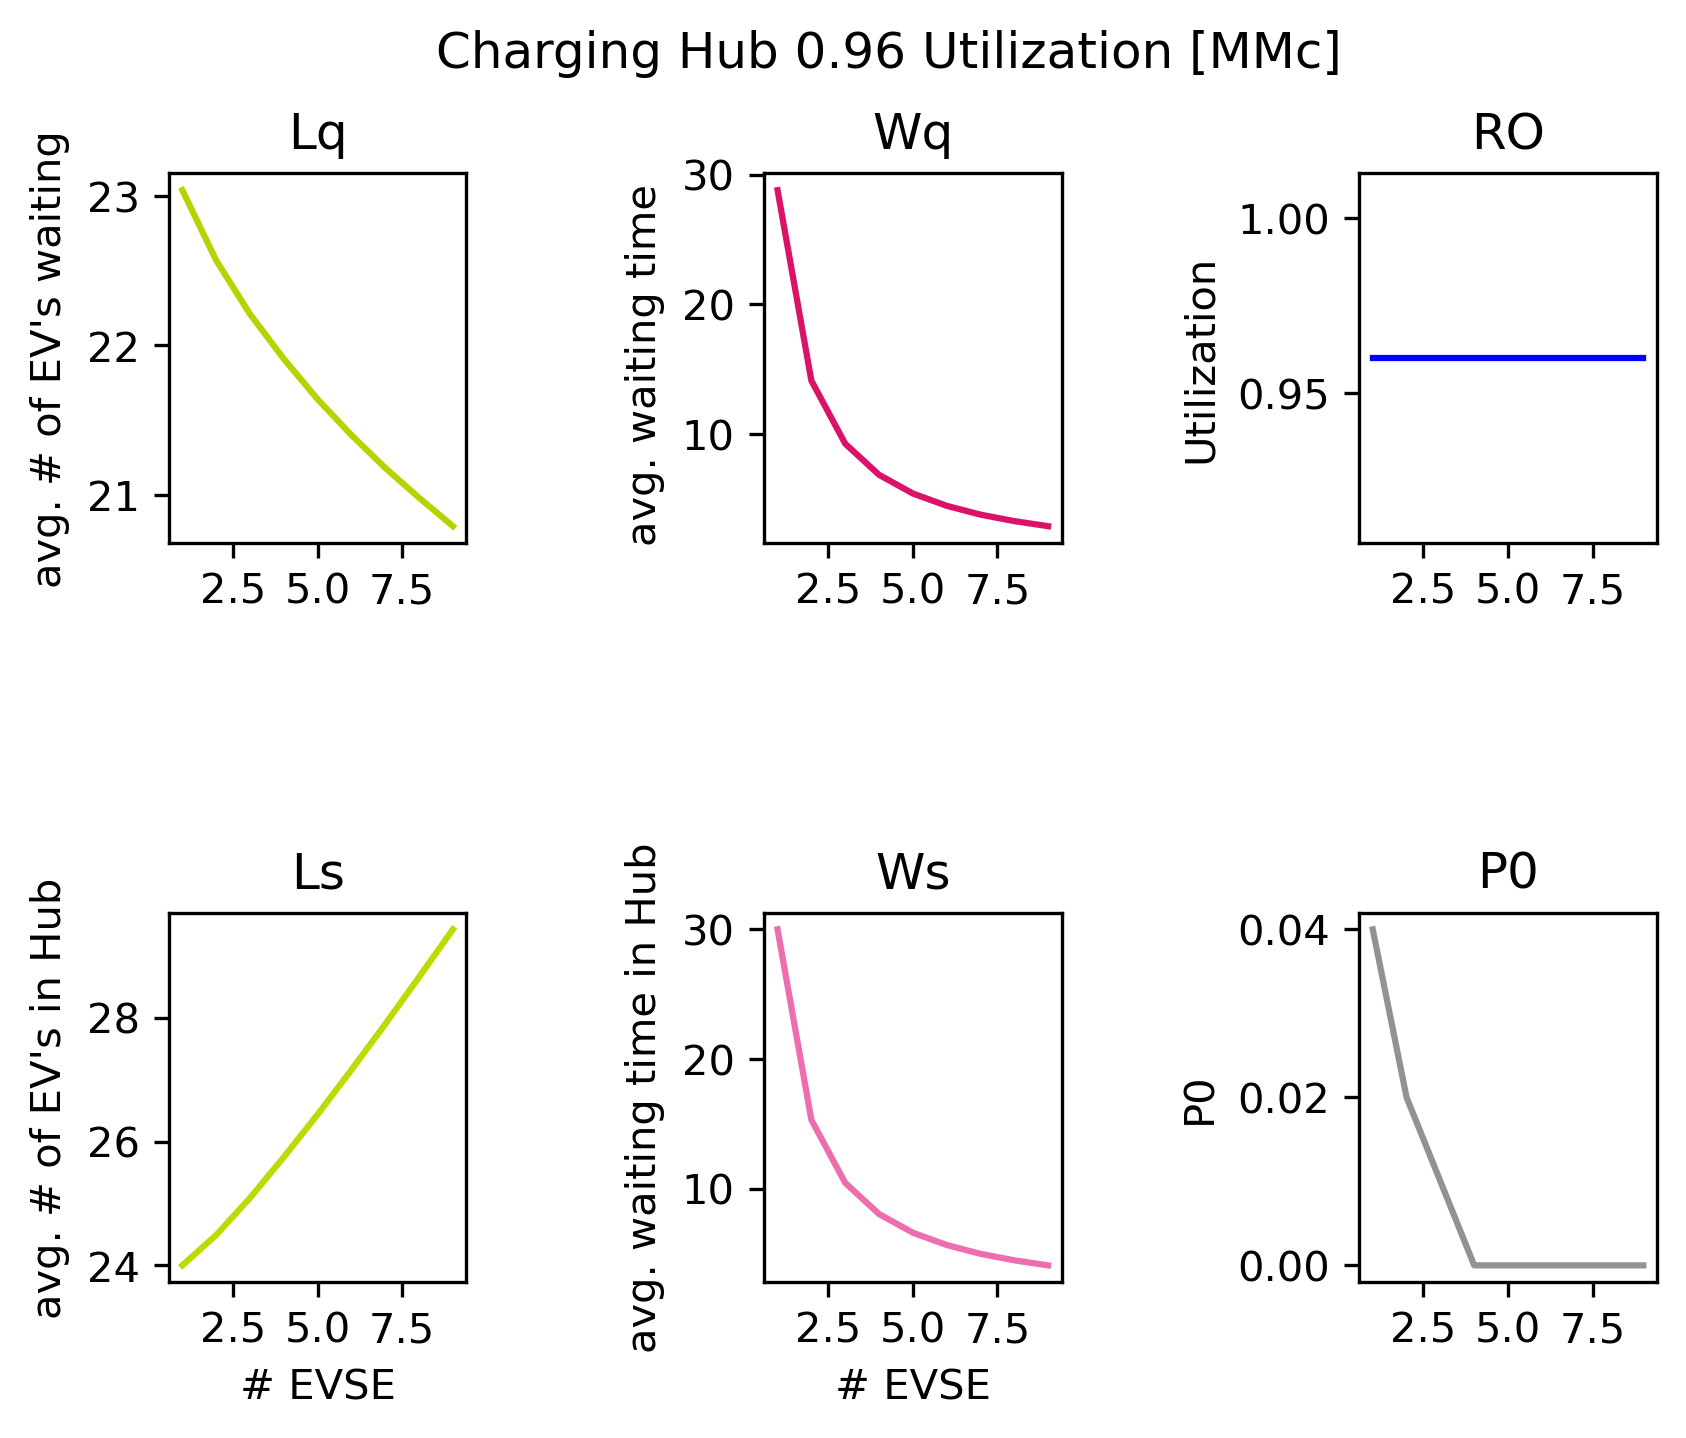 Charging Hub 0.96 Utilization [MMc]
Lq
avg. # of EV's waiting
23
22
21
2.5 5.0 7.5
Wq
avg. waiting time
30
20
10
2.5 5.0 7.5
RO
Utilization
1.00
0.95
2.5 5.0 7.5
Ls
avg. # of EV's in Hub
28
26
24
2.5 5.0 7.5
# EVSE
Ws
avg. waiting time in Hub
30
20
10
2.5 5.0 7.5
# EVSE
P0
P0
0.04
0.02
0.00
2.5 5.0 7.5